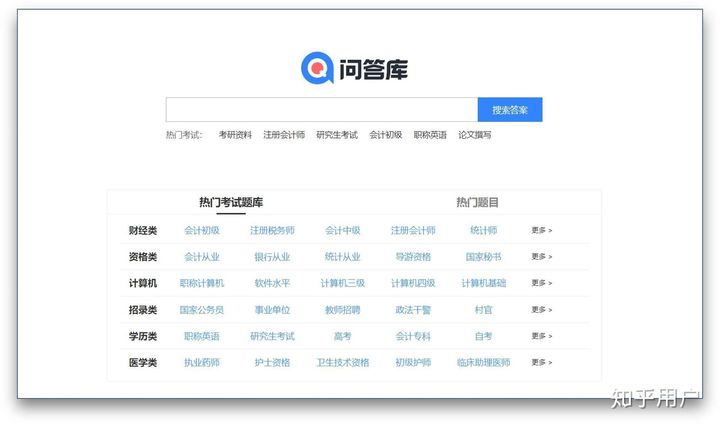 问答库
搜索答案
热门考试： 考研资料 注册会计师 研究生考试 会计初级 职称英语 论文撰写
热门考试题库 热门题目
财经类 会计初级 注册税务师 会计中级 注册会计师 统计师 更多 >
资格类 会计从业 银行从业 统计从业 导游资格 国家秘书 更多 >
计算机 职称计算机 软件水平 计算机三级 计算机四级 计算机基础 更多 >
招录类 国家公务员 事业单位 教师招聘 政法干警 村官 更多 >
学历类 职称英语 研究生考试 高考 会计专科 自考 更多 >
医学类 执业药师 护士资格 卫生技术资格 初级护师 临床助理医师 更多 >
知乎用户